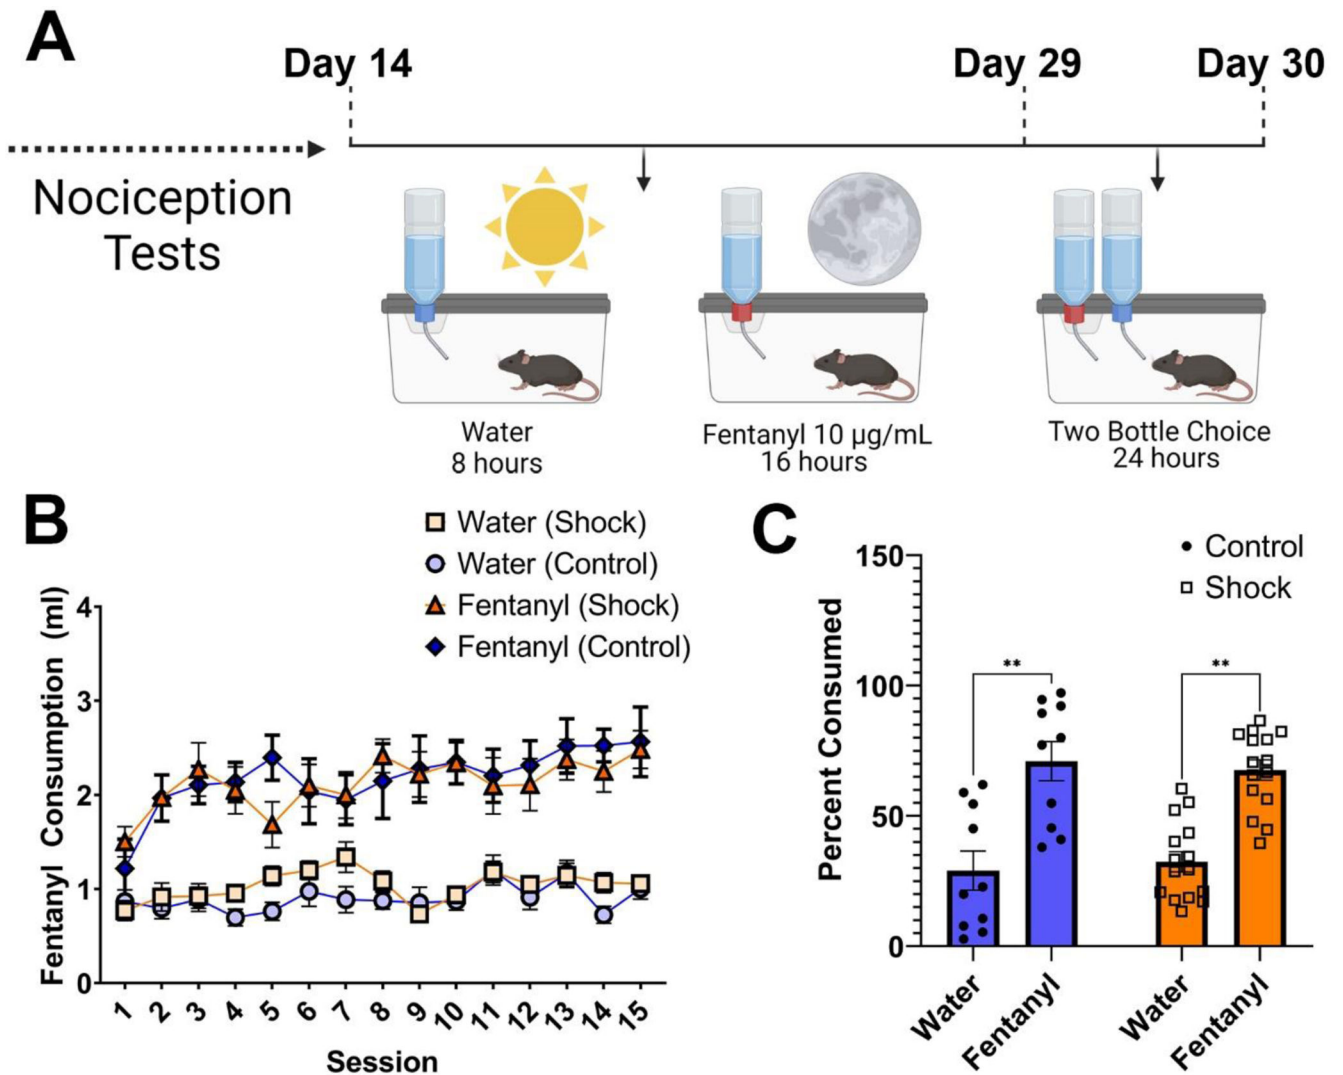 A
Day 14
Day 29
Day 30
Nociception
Tests
Water
8 hours
Fentanyl 10 µg/mL
16 hours
Two Bottle Choice
24 hours
B
Water (Shock)
Water (Control)
Fentanyl (Shock)
Fentanyl (Control)
Fentanyl Consumption (ml)
4
3
2
1
0
1 2 3 4 5 6 7 8 9 10 11 12 13 14 15
Session
C
Control
Shock
Percent Consumed
150
100
50
0
** **
Water Fentanyl Water Fentanyl